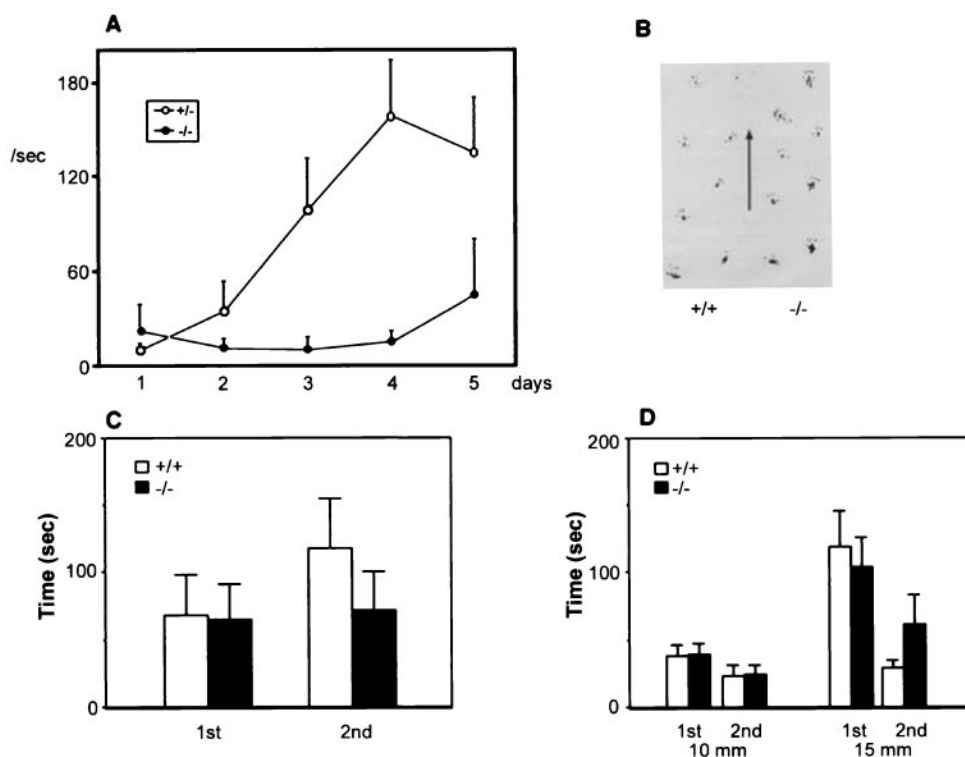 A
180
120
60
0
/sec
+/-
-/-
1 2 3 4 5 days
B
+/+ -/-
C
200
100
0
Time (sec)
+/+
-/-
1st 2nd
D
200
100
0
Time (sec)
+/+
-/-
1st 2nd 1st 2nd
10 mm 15 mm